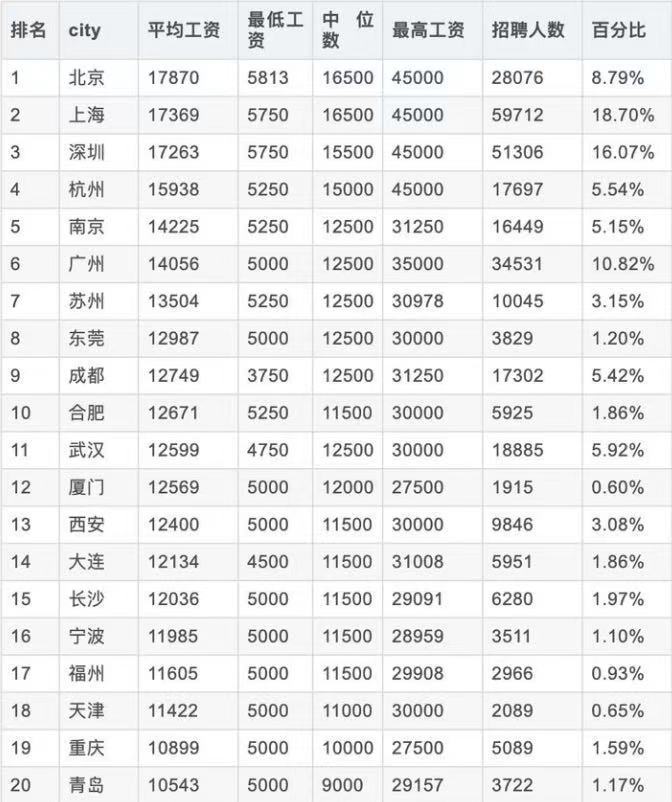 排名 city 平均工资 最低工资 中位数 最高工资 招聘人数 百分比
1 北京 17870 5813 16500 45000 28076 8.79%
2 上海 17369 5750 16500 45000 59712 18.70%
3 深圳 17263 5750 15500 45000 51306 16.07%
4 杭州 15938 5250 15000 45000 17697 5.54%
5 南京 14225 5250 12500 31250 16449 5.15%
6 广州 14056 5000 12500 35000 34531 10.82%
7 苏州 13504 5250 12500 30978 10045 3.15%
8 东莞 12987 5000 12500 30000 3829 1.20%
9 成都 12749 3750 12500 31250 17302 5.42%
10 合肥 12671 5250 11500 30000 5925 1.86%
11 武汉 12599 4750 12500 30000 18885 5.92%
12 厦门 12569 5000 12000 27500 1915 0.60%
13 西安 12400 5000 11500 30000 9846 3.08%
14 大连 12134 4500 11500 31008 5951 1.86%
15 长沙 12036 5000 11500 29091 6280 1.97%
16 宁波 11985 5000 11500 28959 3511 1.10%
17 福州 11605 5000 11500 29908 2966 0.93%
18 天津 11422 5000 11000 30000 2089 0.65%
19 重庆 10899 5000 10000 27500 5089 1.59%
20 青岛 10543 5000 9000 29157 3722 1.17%